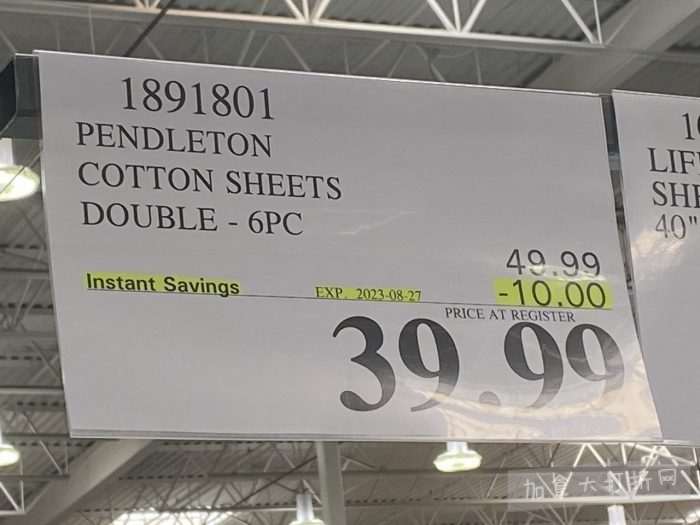 1891801
PENDLETON
COTTON SHEETS
DOUBLE - 6PC
49.99
Instant Savings EXP. 2023-08-27 -10.00
PRICE AT REGISTER
39.99
40"
加拿大打折网